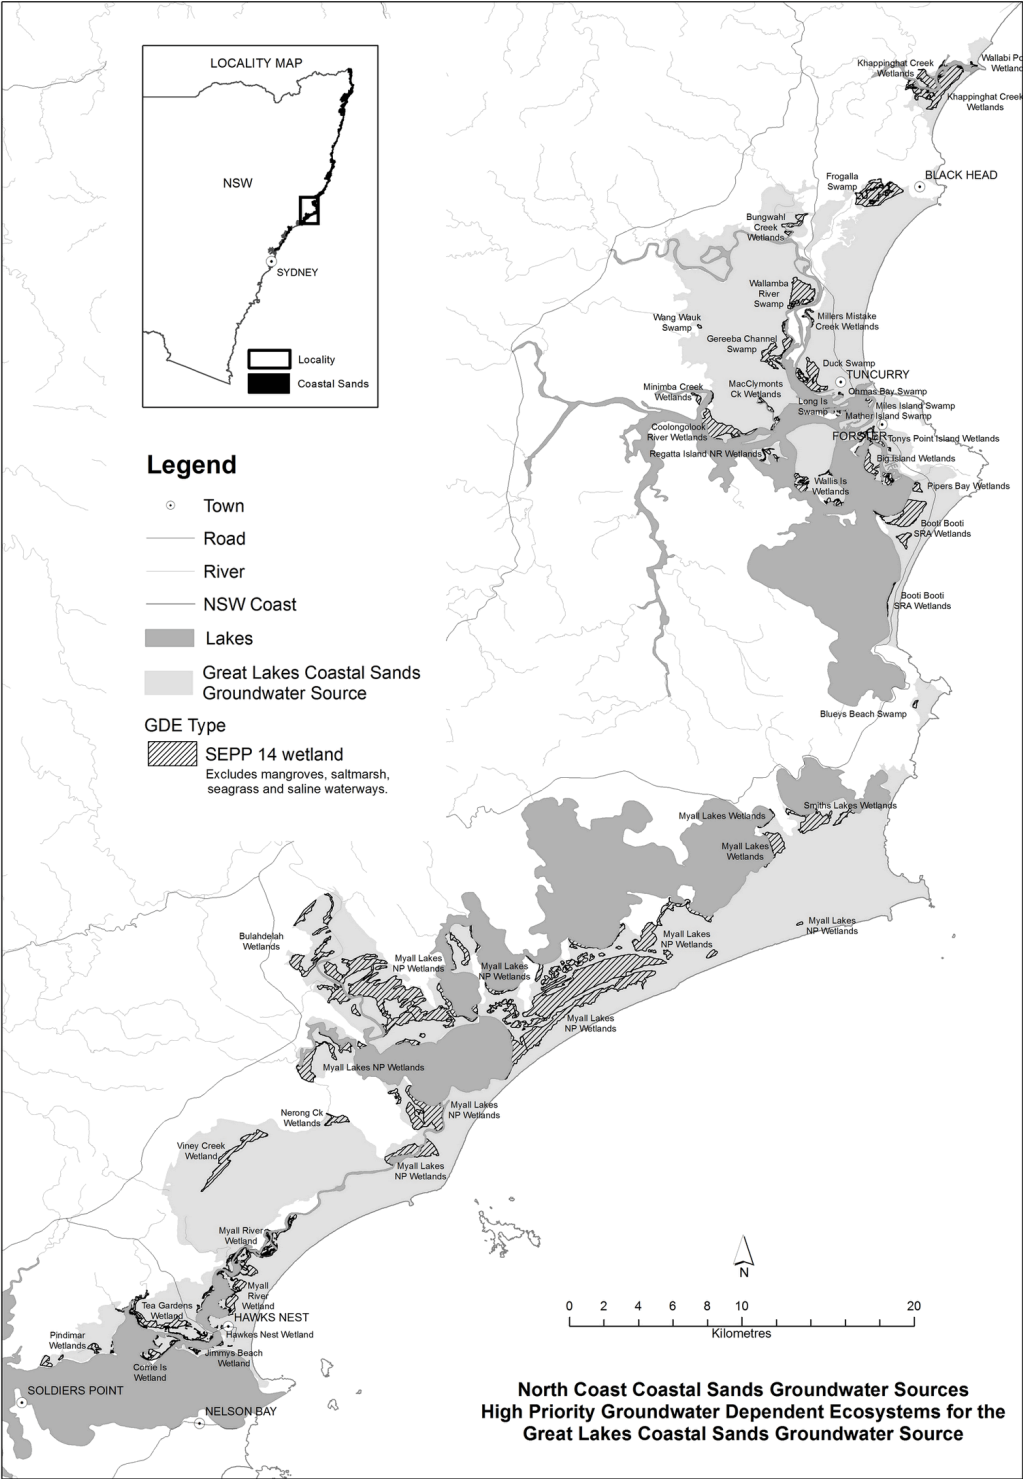 LOCALITY MAP
NSW
SYDNEY
Locality
Coastal Sands
Legend
Town
Road
River
NSW Coast
Lakes
Great Lakes Coastal Sands
Groundwater Source
GDE Type
SEPP 14 wetland
Excludes mangroves, saltmarsh,
seagrass and saline waterways.
Khappinghat Creek
Wetlands
Wallabi Po
Wetland
Khappinghat Creek
Wetlands
Frogalla
Swamp
BLACK HEAD
Bungwahl
Creek
Wetlands
Wallamba
River
Swamp
Wang Wauk
Swamp
Millers Mistake
Creek Wetlands
Gereeba Channel
Swamp
Duck Swamp
TUNCURRY
Minimba Creek
Wetlands
MacClymonts
Ck Wetlands
Ohmas Bay Swamp
Long Is
Swamp
Miles Island Swamp
Mather Island Swamp
Coolongolook
River Wetlands
FORSTER
Tonys Point Island Wetlands
Regatta Island NR Wetlands
Big Island Wetlands
Wallis Is
Wetlands
Pipers Bay Wetlands
Booti Booti
SRA Wetlands
Booti Booti
SRA Wetlands
Blueys Beach Swamp
Smiths Lakes Wetlands
Myall Lakes Wetlands
Myall Lakes
Wetlands
Myall Lakes
NP Wetlands
Myall Lakes
NP Wetlands
Bulahdelah
Wetlands
Myall Lakes
NP Wetlands
Myall Lakes
NP Wetlands
Myall Lakes
NP Wetlands
Myall Lakes NP Wetlands
Myall Lakes
NP Wetlands
Nerong Ck
Wetlands
Viney Creek
Wetland
Myall Lakes
NP Wetlands
Myall River
Wetland
Myall
River
Wetland
Tea Gardens
Wetland
HAWKS NEST
Hawkes Nest Wetland
Pindimar
Wetlands
Jimmys Beach
Wetland
Corrie Is
Wetland
SOLDIERS POINT
NELSON BAY
N
0 2 4 6 8 10 20
Kilometres
North Coast Coastal Sands Groundwater Sources
High Priority Groundwater Dependent Ecosystems for the
Great Lakes Coastal Sands Groundwater Source